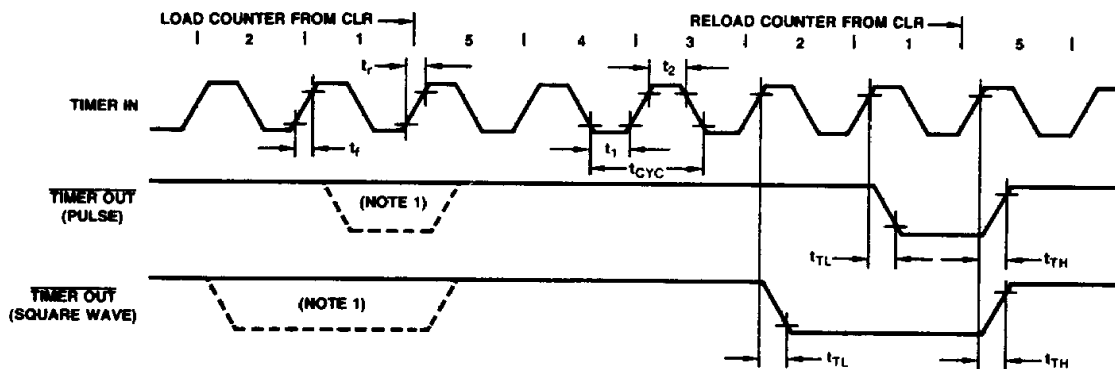 LOAD COUNTER FROM CLR
RELOAD COUNTER FROM CLR
| 2 | 1 | 5 | 4 | 3 | 2 | 1 | 5 |
tr
t2
TIMER IN
tf
t1
tCYC
TIMER OUT
(PULSE)
(NOTE 1)
tTL
tTH
TIMER OUT
(SQUARE WAVE)
(NOTE 1)
tTL
tTH